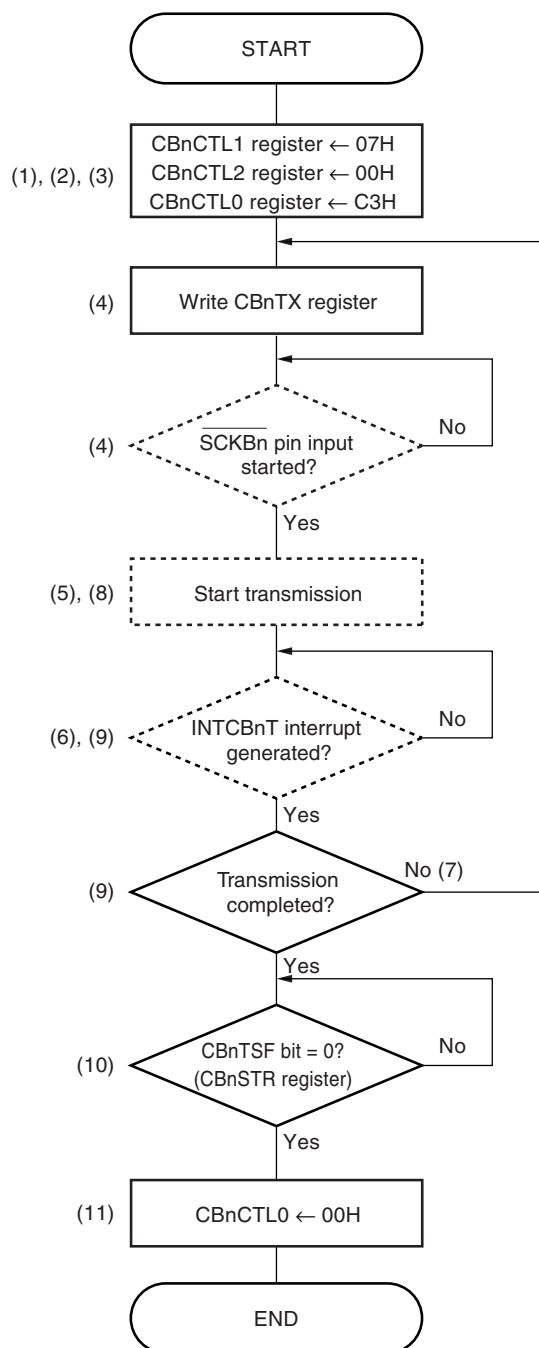 START
(1), (2), (3)
CBnCTL1 register ← 07H
CBnCTL2 register ← 00H
CBnCTL0 register ← C3H
(4)
Write CBnTX register
(4)
SCKBn pin input
started?
No
Yes
(5), (8)
Start transmission
(6), (9)
INTCBnT interrupt
generated?
No
Yes
(9)
Transmission
completed?
No (7)
Yes
(10)
CBnTSF bit = 0?
(CBnSTR register)
No
Yes
(11)
CBnCTL0 ← 00H
END